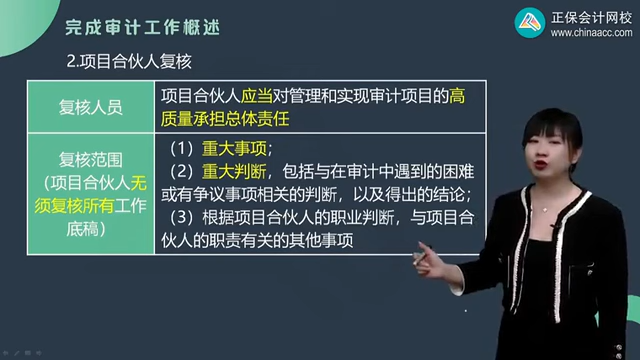 完成审计工作概述
正保会计网校
www.chinaacc.com
2.项目合伙人复核
复核人员
项目合伙人应当对管理和实现审计项目的高
质量承担总体责任
复核范围
（项目合伙人无
须复核所有工作
底稿）
（1）重大事项；
（2）重大判断，包括与在审计中遇到的困难
或有争议事项相关的判断，以及得出的结论；
（3）根据项目合伙人的职业判断，与项目合
伙人的职责有关的其他事项